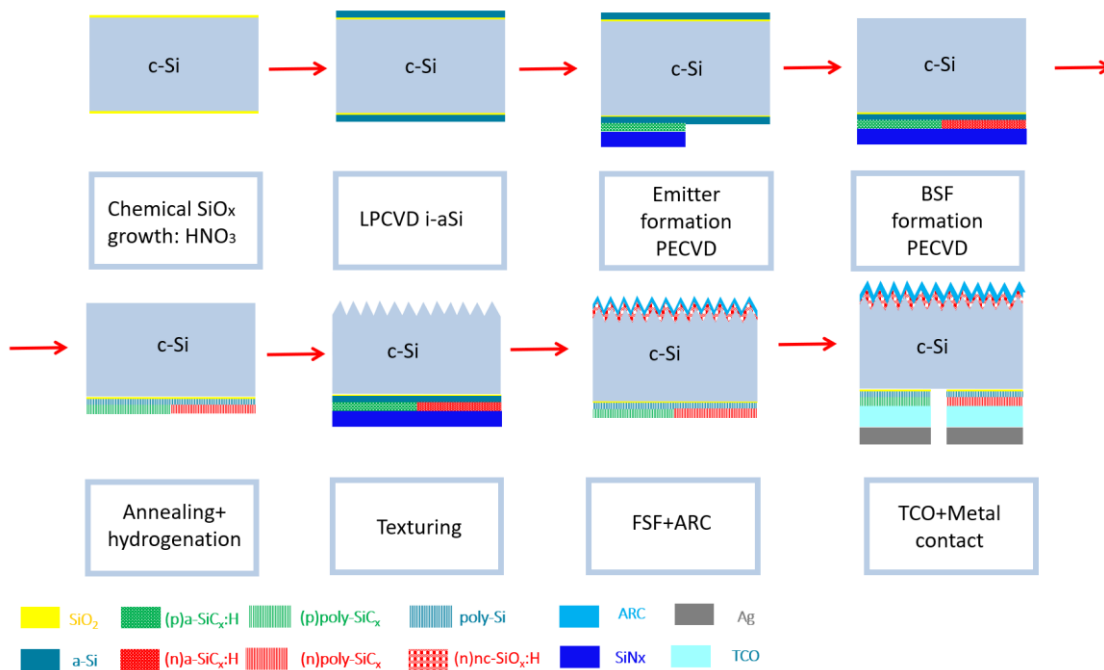 c-Si
c-Si
c-Si
c-Si
Chemical SiOx
growth: HNO3
LPCVD i-aSi
Emitter
formation
PECVD
BSF
formation
PECVD
c-Si
c-Si
c-Si
c-Si
Annealing+
hydrogenation
Texturing
FSF+ARC
TCO+Metal
contact
SiO2
(p)a-SiCx:H
(p)poly-SiCx
poly-Si
ARC
Ag
a-Si
(n)a-SiCx:H
(n)poly-SiCx
(n)nc-SiOx:H
SiNx
TCO